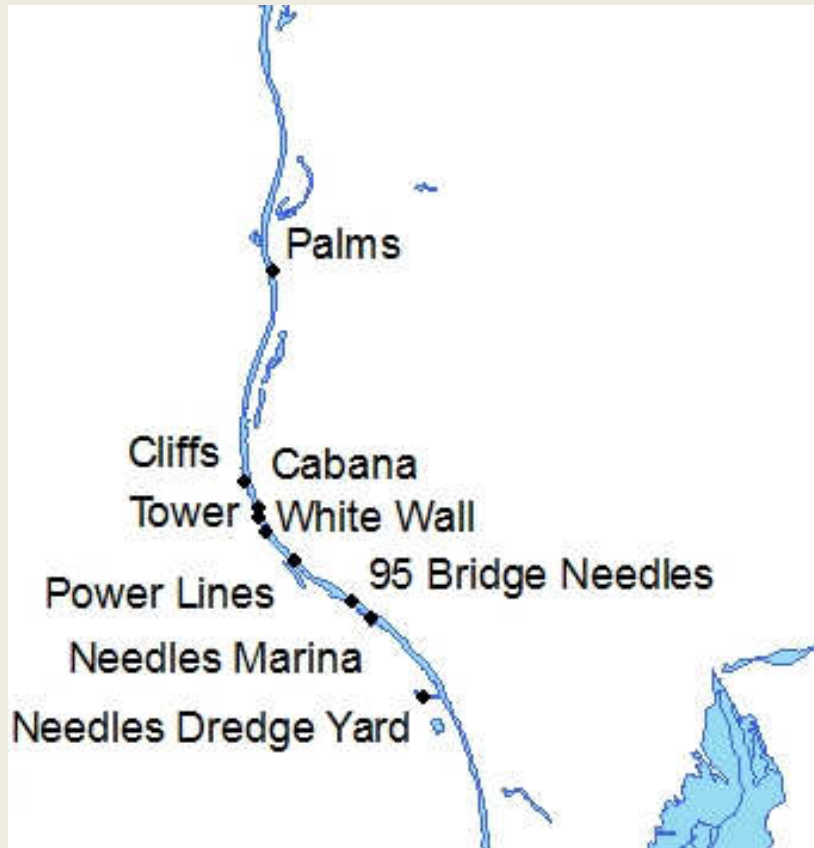 Palms
Cliffs
Cabana
Tower
White Wall
95 Bridge Needles
Power Lines
Needles Marina
Needles Dredge Yard